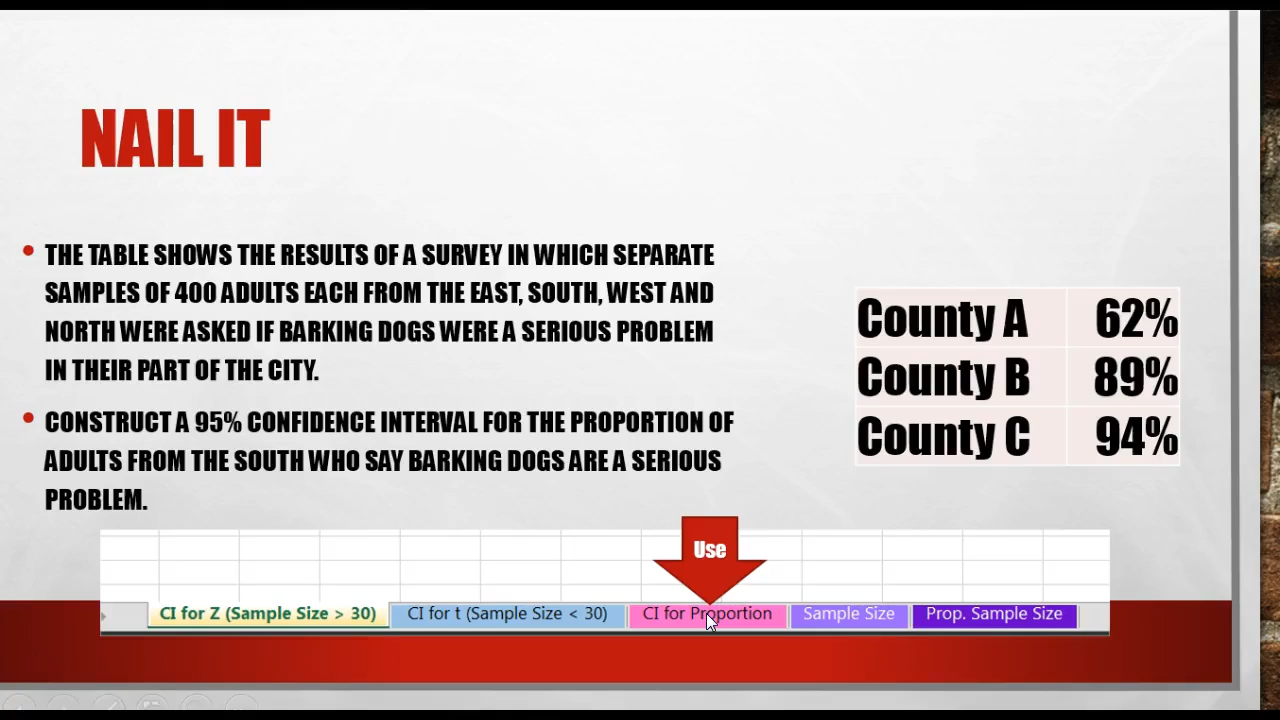 NAIL IT
• THE TABLE SHOWS THE RESULTS OF A SURVEY IN WHICH SEPARATE
SAMPLES OF 400 ADULTS EACH FROM THE EAST, SOUTH, WEST AND
NORTH WERE ASKED IF BARKING DOGS WERE A SERIOUS PROBLEM
IN THEIR PART OF THE CITY.
• CONSTRUCT A 95% CONFIDENCE INTERVAL FOR THE PROPORTION OF
ADULTS FROM THE SOUTH WHO SAY BARKING DOGS ARE A SERIOUS
PROBLEM.
County A 62%
County B 89%
County C 94%
Use
CI for Z (Sample Size > 30) CI for t (Sample Size < 30) CI for Proportion Sample Size Prop. Sample Size